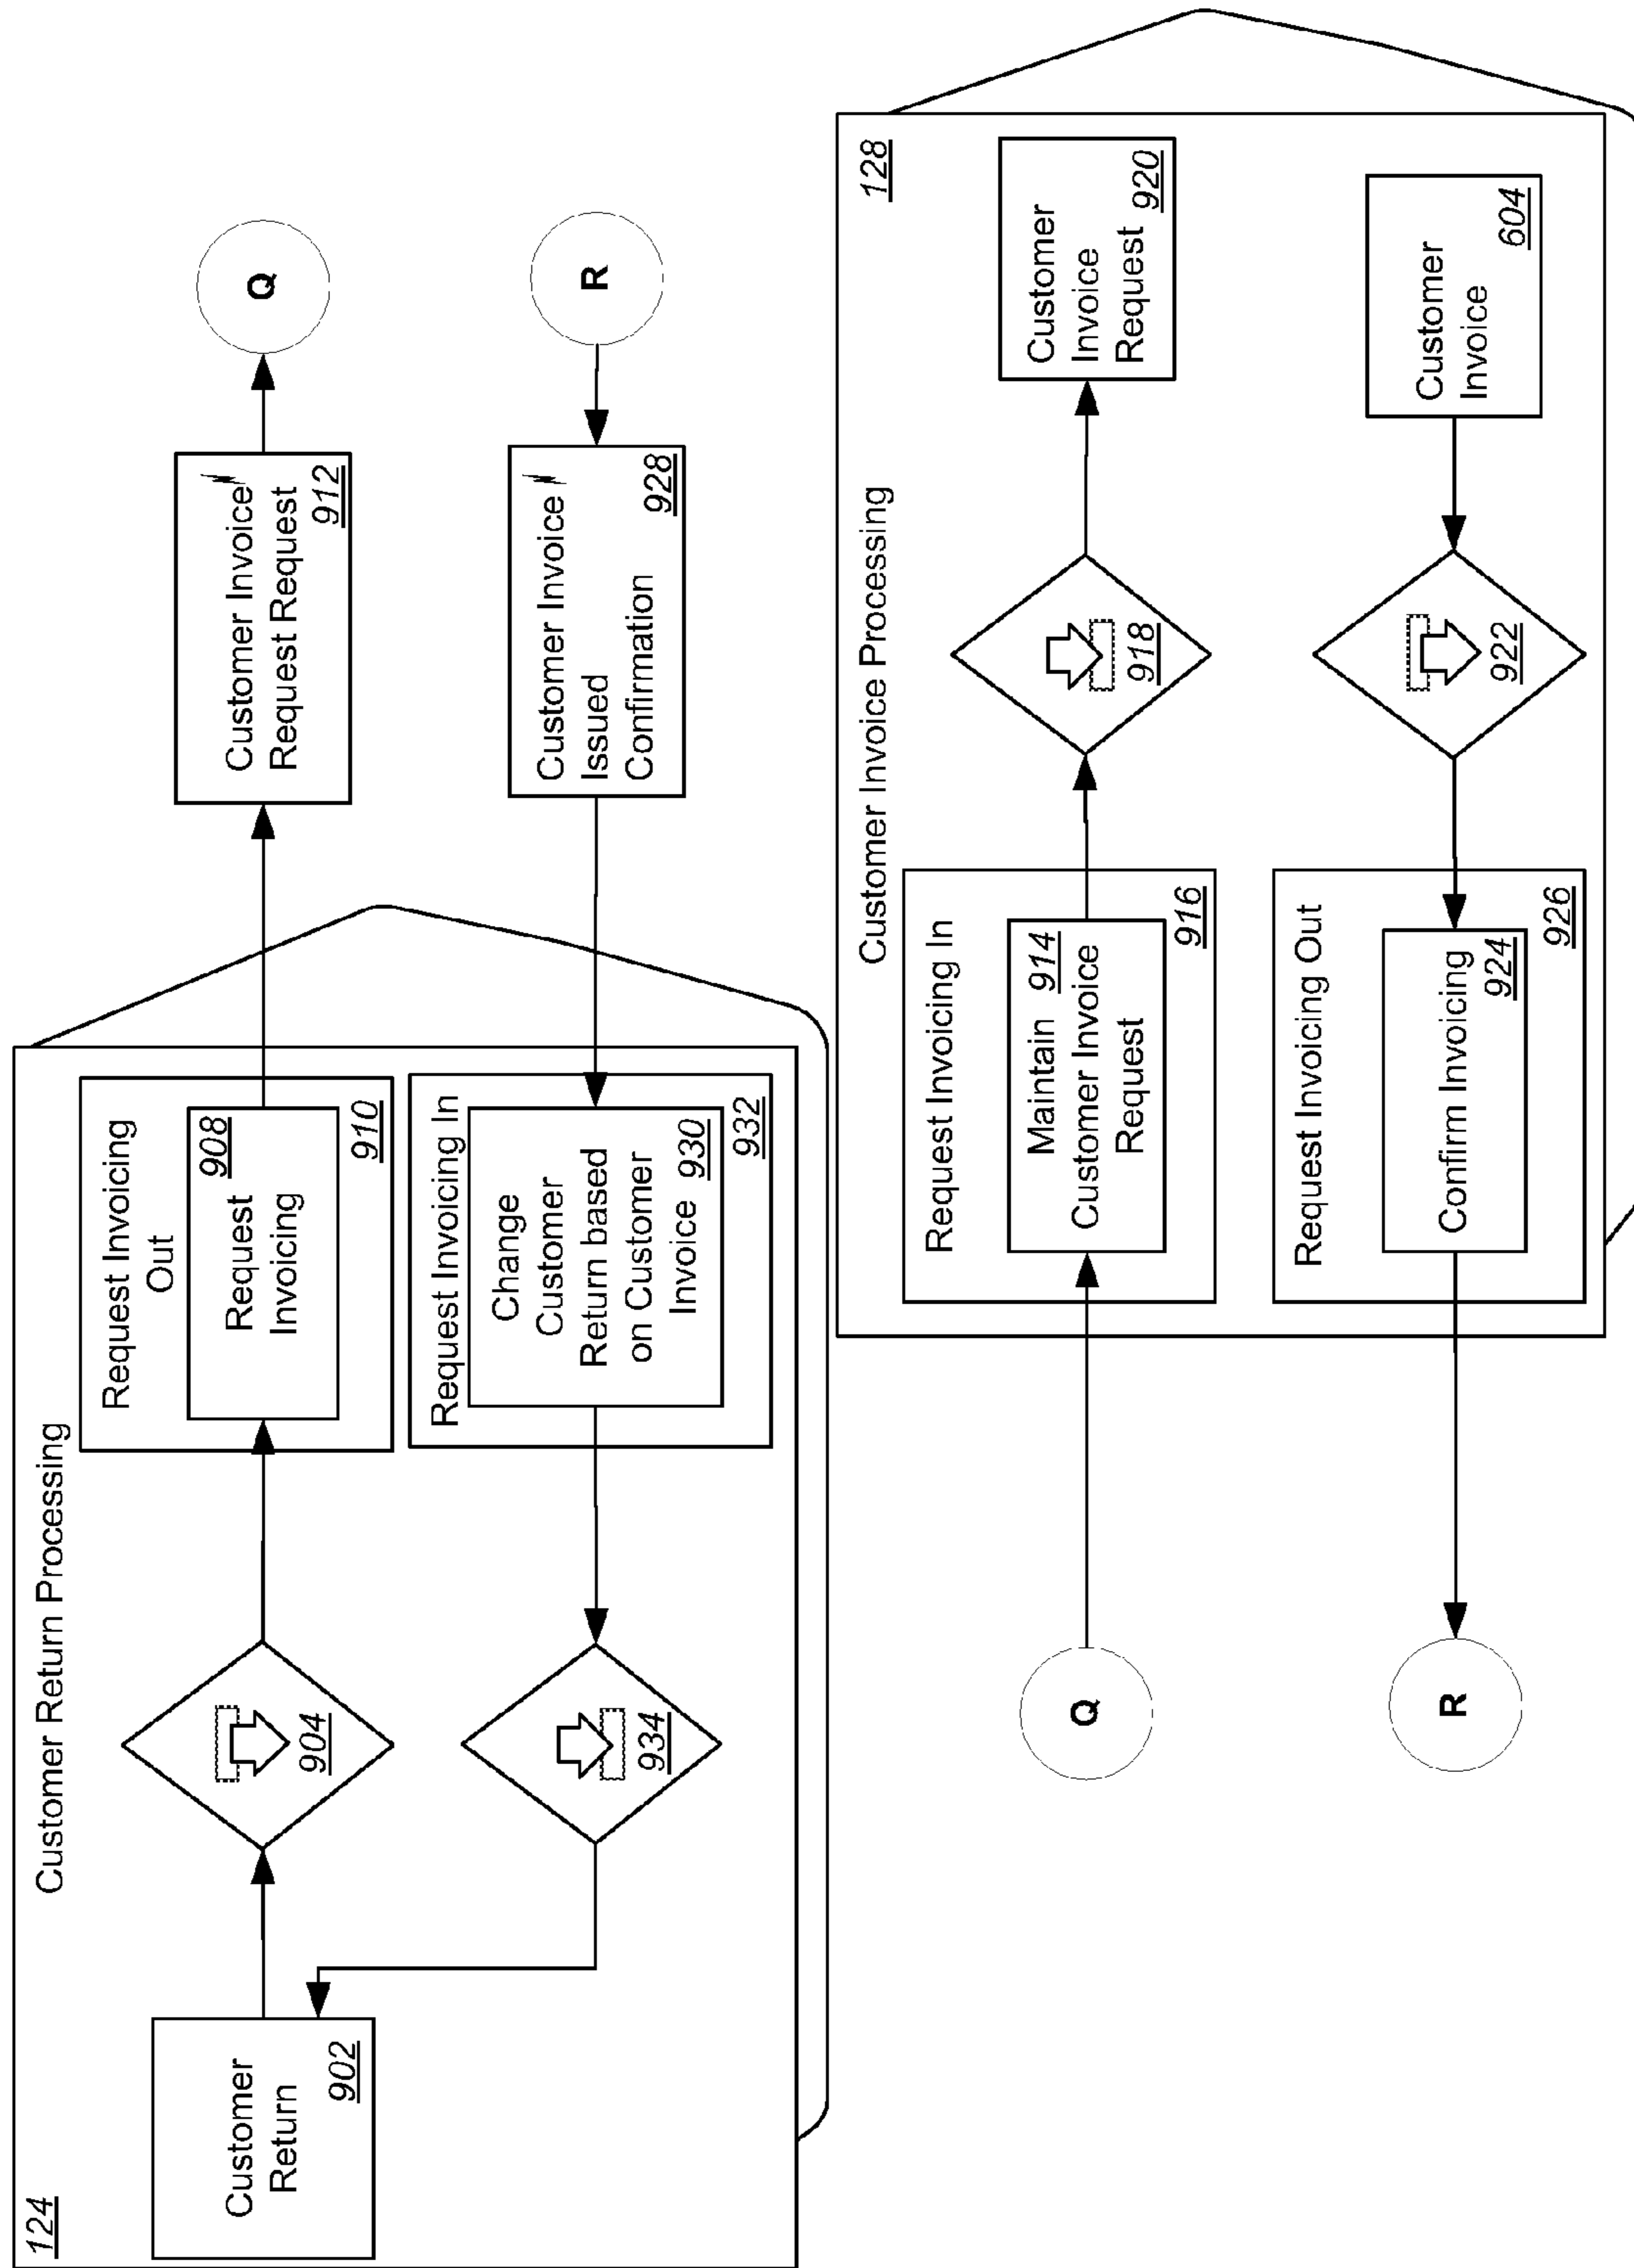 124
Customer Return Processing
Customer
Return
902
904
Request Invoicing
Out
908
Request
Invoicing
910
Customer Invoice
Request Request
912
Q
934
Request Invoicing In
Change
Customer
Return based
on Customer
Invoice 930
932
Customer Invoice
Issued
Confirmation
928
R
128
Customer Invoice Processing
Q
Request Invoicing In
Maintain 914
Customer Invoice
Request
916
918
Customer
Invoice
Request 920
R
Request Invoicing Out
Confirm Invoicing
924
926
922
Customer
Invoice
604